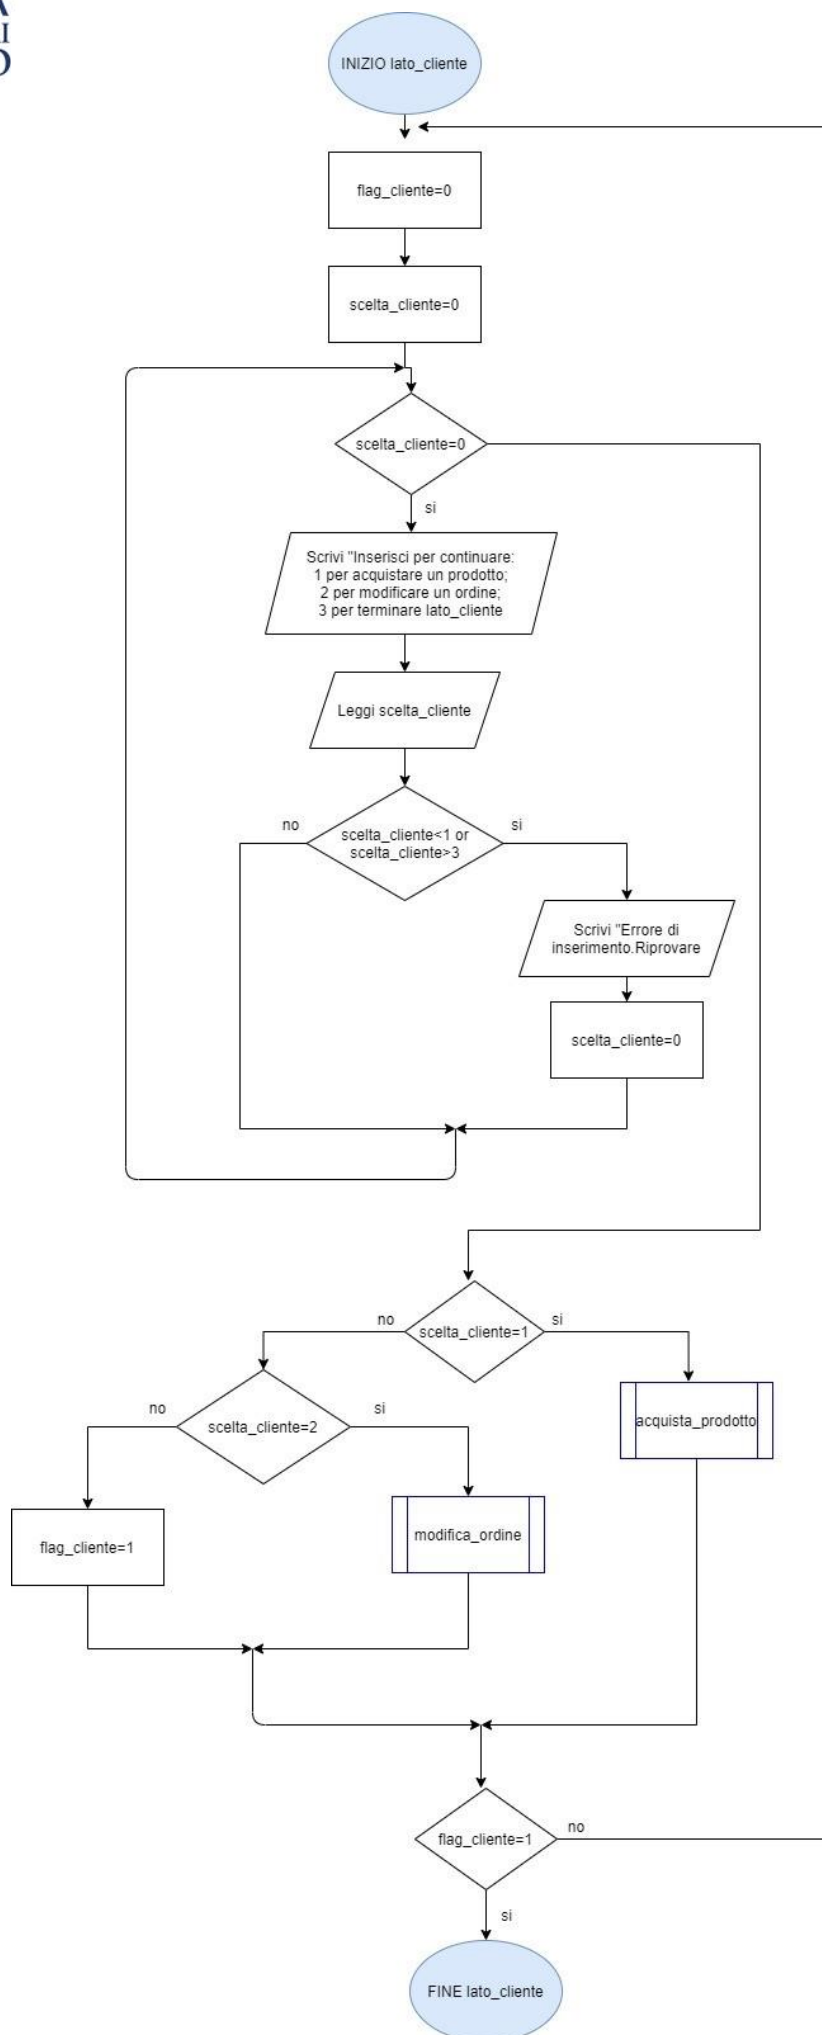 A
I
O
INIZIO lato_cliente
flag_cliente=0
scelta_cliente=0
scelta_cliente=0
si
Scrivi "Inserisci per continuare:
1 per acquistare un prodotto;
2 per modificare un ordine;
3 per terminare lato_cliente
Leggi scelta_cliente
no
scelta_cliente<1 or
scelta_cliente>3
si
Scrivi "Errore di
inserimento.Riprovare
scelta_cliente=0
no
scelta_cliente=1
si
no
scelta_cliente=2
si
acquista_prodotto
flag_cliente=1
modifica_ordine
flag_cliente=1
no
si
FINE lato_cliente